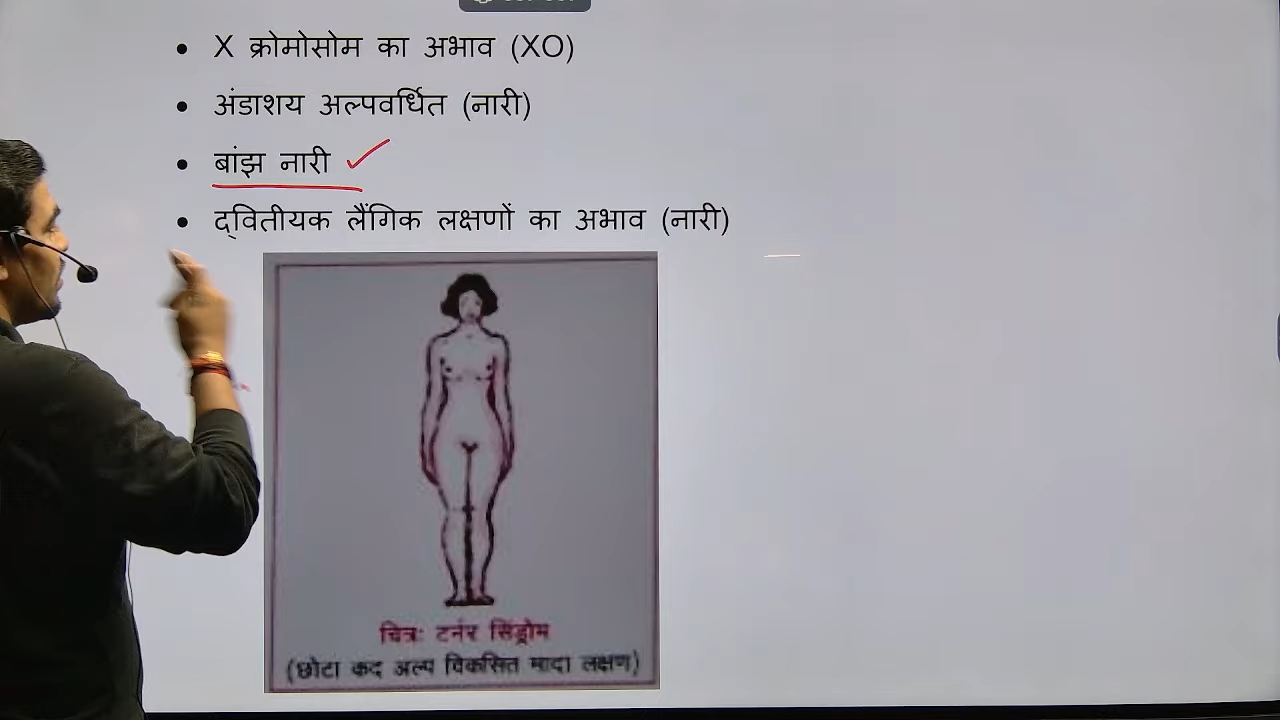 X क्रोमोसोम का अभाव (XO)
अंडाशय अल्पवर्धित (नारी)
बांझ नारी
द्वितीयक लैंगिक लक्षणों का अभाव (नारी)
चित्र: टर्नर सिंड्रोम
(छोटा कद अल्प विकसित मादा लक्षण)